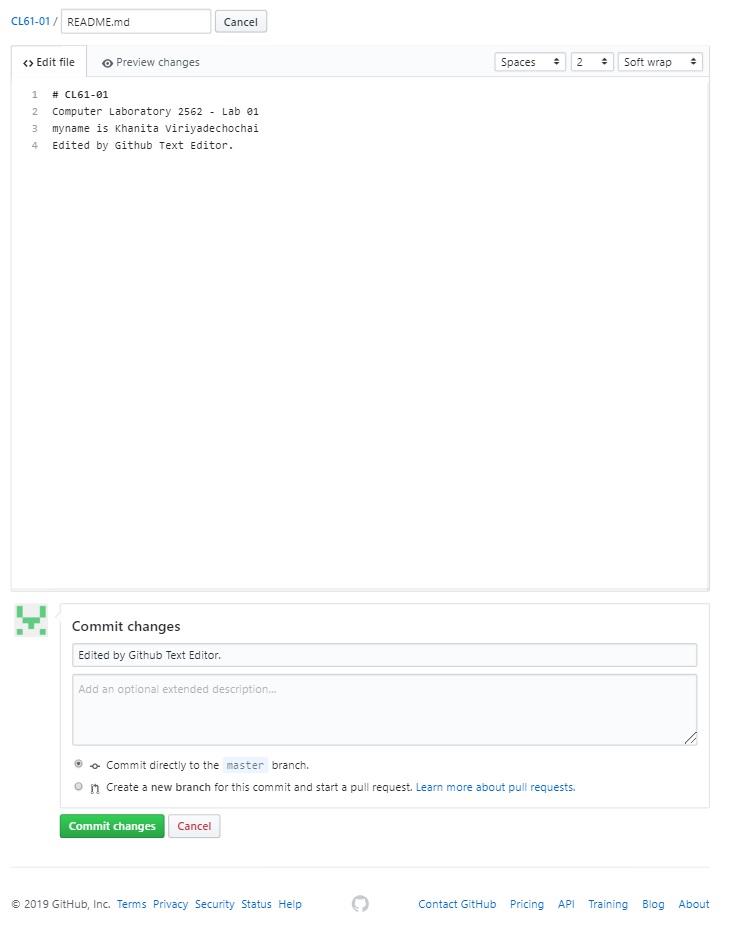 CL61-01 / README.md Cancel
<> Edit file Preview changes Spaces 2 Soft wrap
1 # CL61-01
2 Computer Laboratory 2562 - Lab 01
3 myname is Khanita Viriyadechochai
4 Edited by Github Text Editor.
Commit changes
Edited by Github Text Editor.
Add an optional extended description...
Commit directly to the master branch.
Create a new branch for this commit and start a pull request. Learn more about pull requests.
Commit changes Cancel
© 2019 GitHub, Inc. Terms Privacy Security Status Help Contact GitHub Pricing API Training Blog About